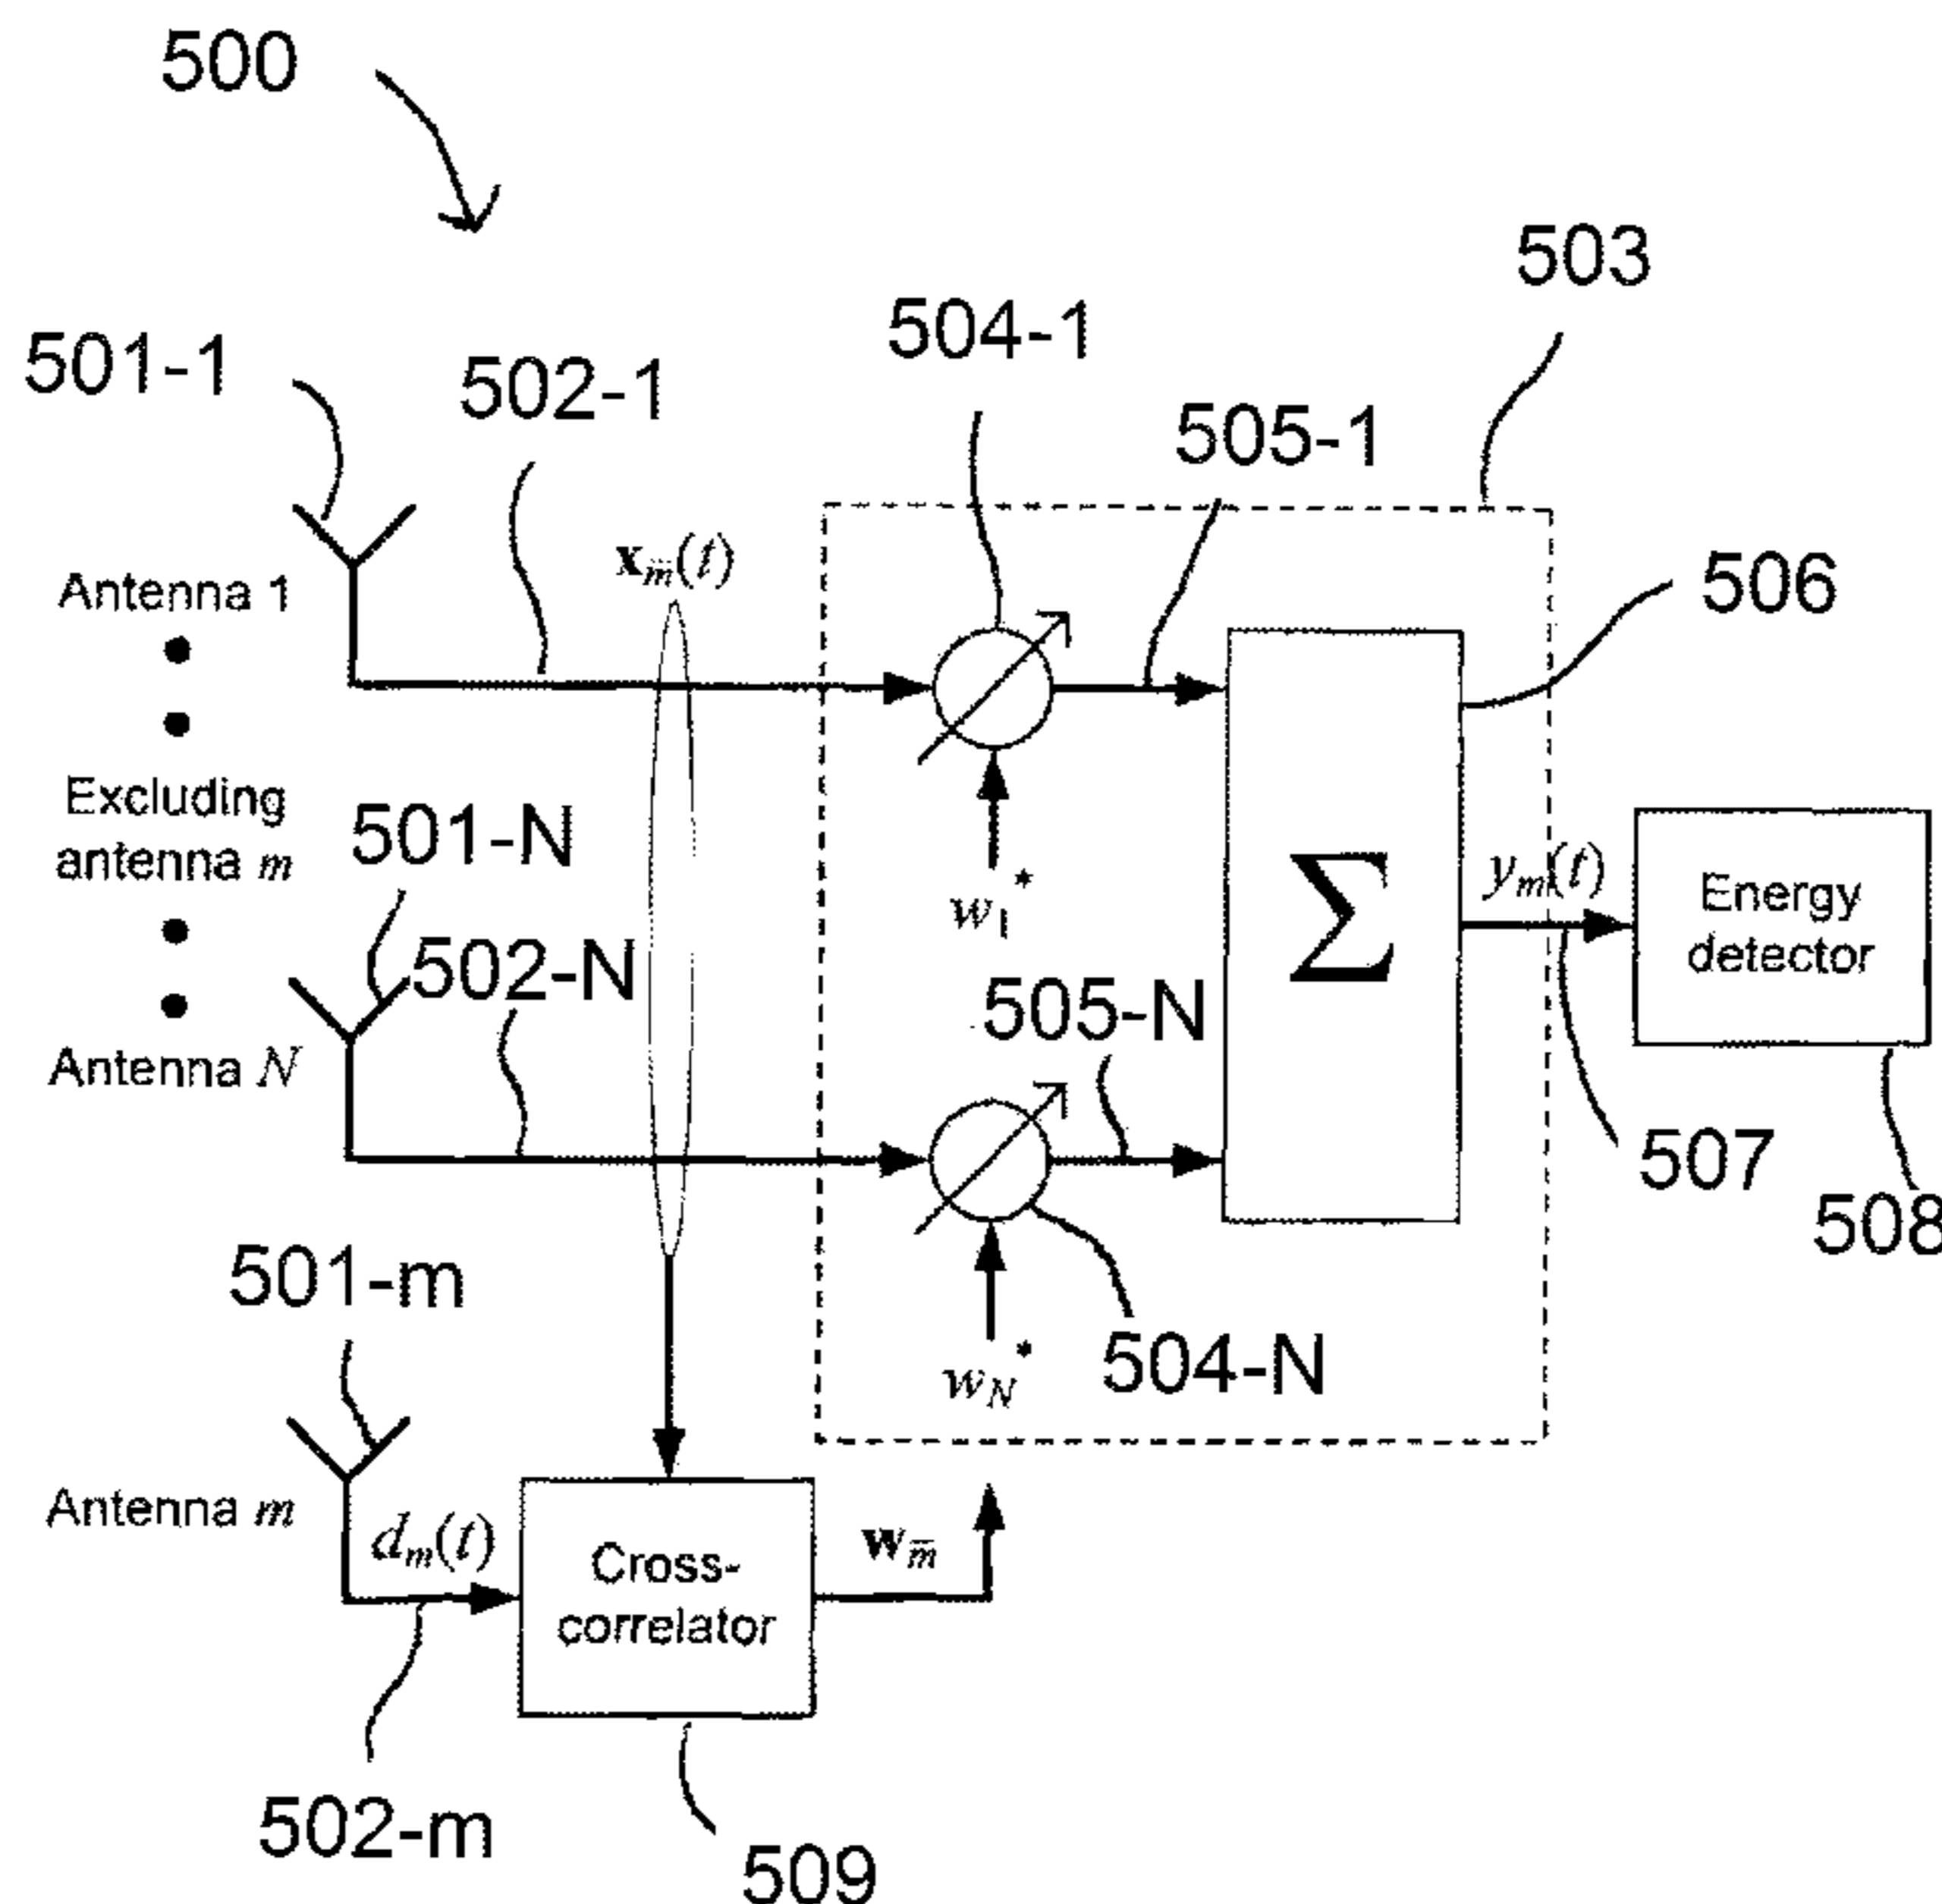 500
503
504-1
501-1
502-1
505-1
x_m̄(t)
506
Antenna 1
Excluding
antenna m
501-N
w₁*
y_m(t)
Energy
detector
502-N
505-N
Antenna N
507
508
501-m
w_N*
504-N
Antenna m
d_m(t)
Cross-
correlator
w_m̄
Σ
502-m
509